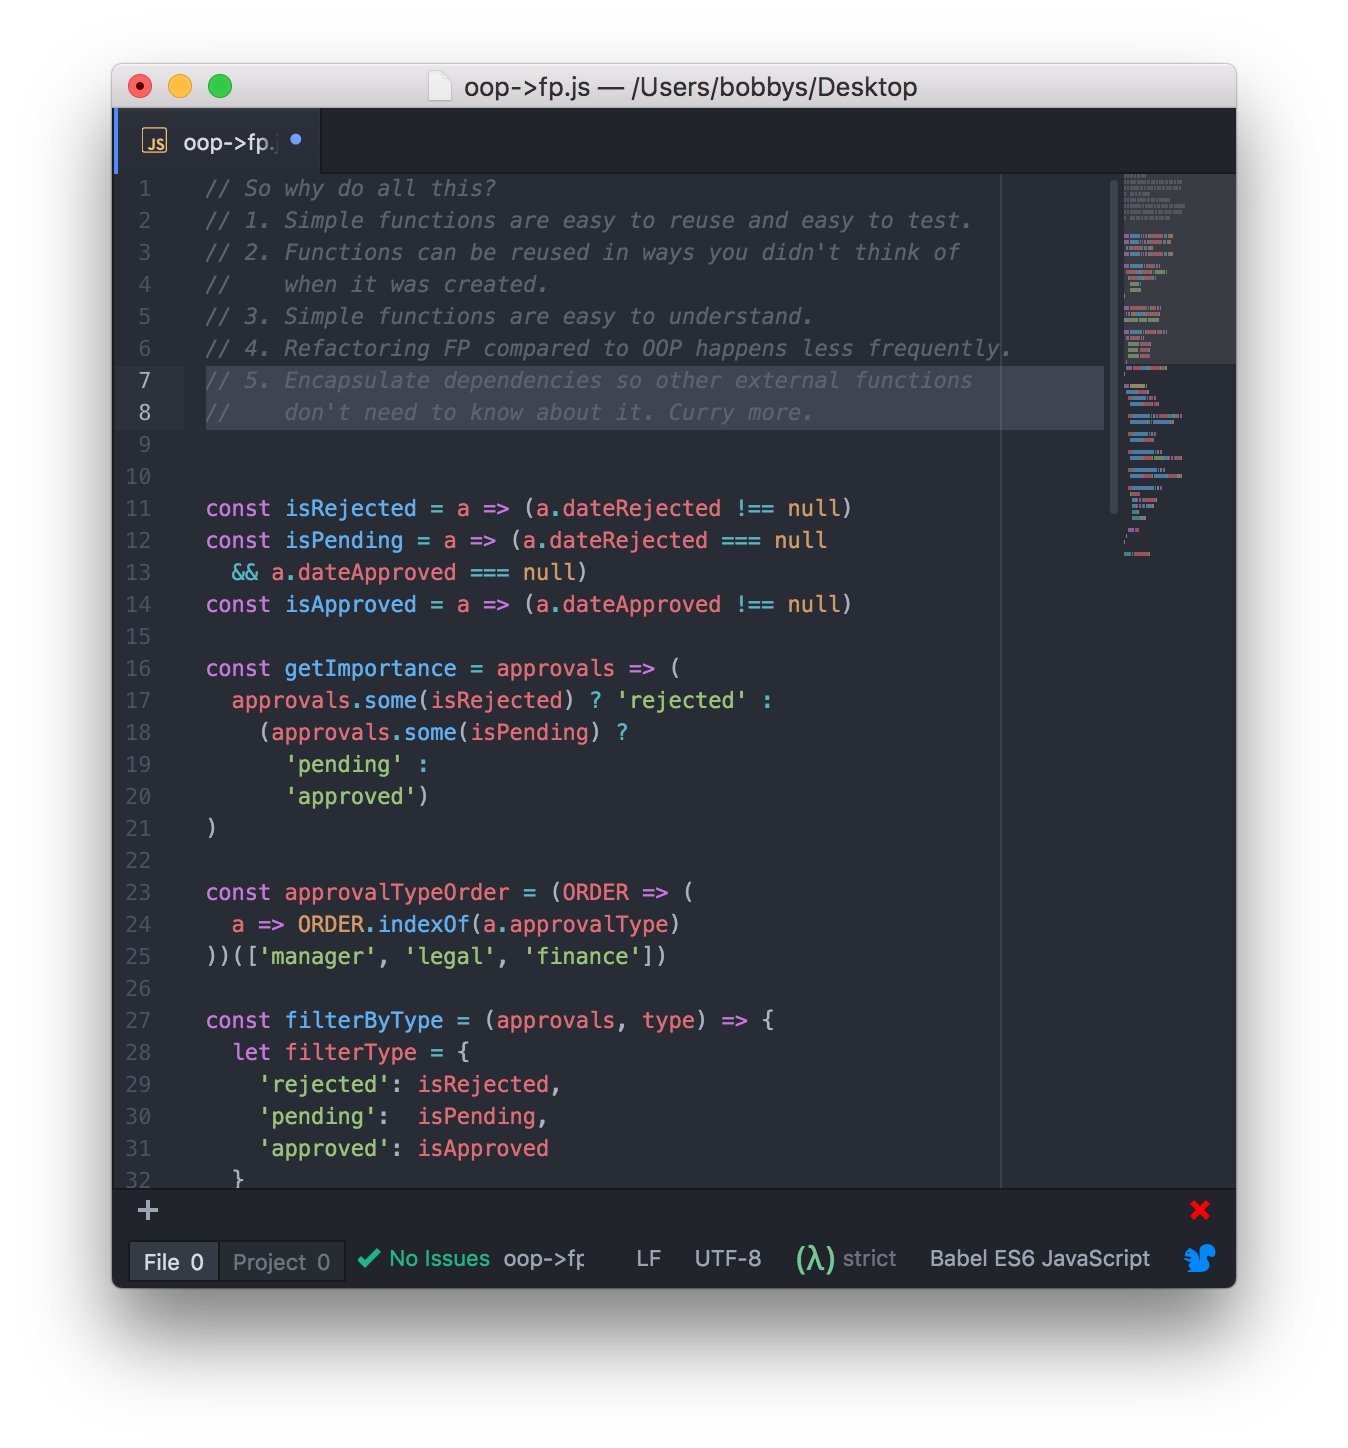 oop->fp.js — /Users/bobbys/Desktop
JS oop->fp.j
1 // So why do all this?
2 // 1. Simple functions are easy to reuse and easy to test.
3 // 2. Functions can be reused in ways you didn't think of
4 //    when it was created.
5 // 3. Simple functions are easy to understand.
6 // 4. Refactoring FP compared to OOP happens less frequently.
7 // 5. Encapsulate dependencies so other external functions
8 //    don't need to know about it. Curry more.
9
10
11 const isRejected = a => (a.dateRejected !== null)
12 const isPending = a => (a.dateRejected === null
13   && a.dateApproved === null)
14 const isApproved = a => (a.dateApproved !== null)
15
16 const getImportance = approvals => (
17   approvals.some(isRejected) ? 'rejected' :
18     (approvals.some(isPending) ?
19       'pending' :
20       'approved')
21 )
22
23 const approvalTypeOrder = (ORDER => (
24   a => ORDER.indexOf(a.approvalType)
25 ))(['manager', 'legal', 'finance'])
26
27 const filterByType = (approvals, type) => {
28   let filterType = {
29     'rejected': isRejected,
30     'pending':  isPending,
31     'approved': isApproved
32   }
File 0 Project 0 No Issues oop->fp LF UTF-8 (λ) strict Babel ES6 JavaScript